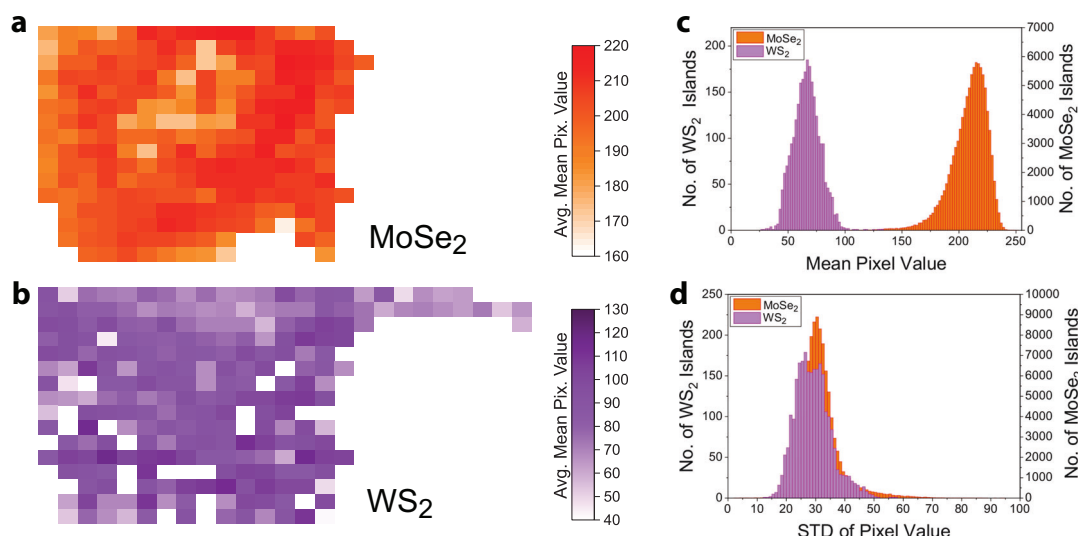 a
MoSe2
Avg. Mean Pix. Value
220
210
200
190
180
170
160
b
WS2
Avg. Mean Pix. Value
130
120
110
100
90
80
70
60
50
40
c
MoSe2
WS2
No. of WS2 Islands
200
150
100
50
0
No. of MoSe2 Islands
7000
6000
5000
4000
3000
2000
1000
0
0 50 100 150 200 250
Mean Pixel Value
d
MoSe2
WS2
No. of WS2 Islands
250
200
150
100
50
0
No. of MoSe2 Islands
10000
9000
8000
7000
6000
5000
4000
3000
2000
1000
0
0 10 20 30 40 50 60 70 80 90 100
STD of Pixel Value